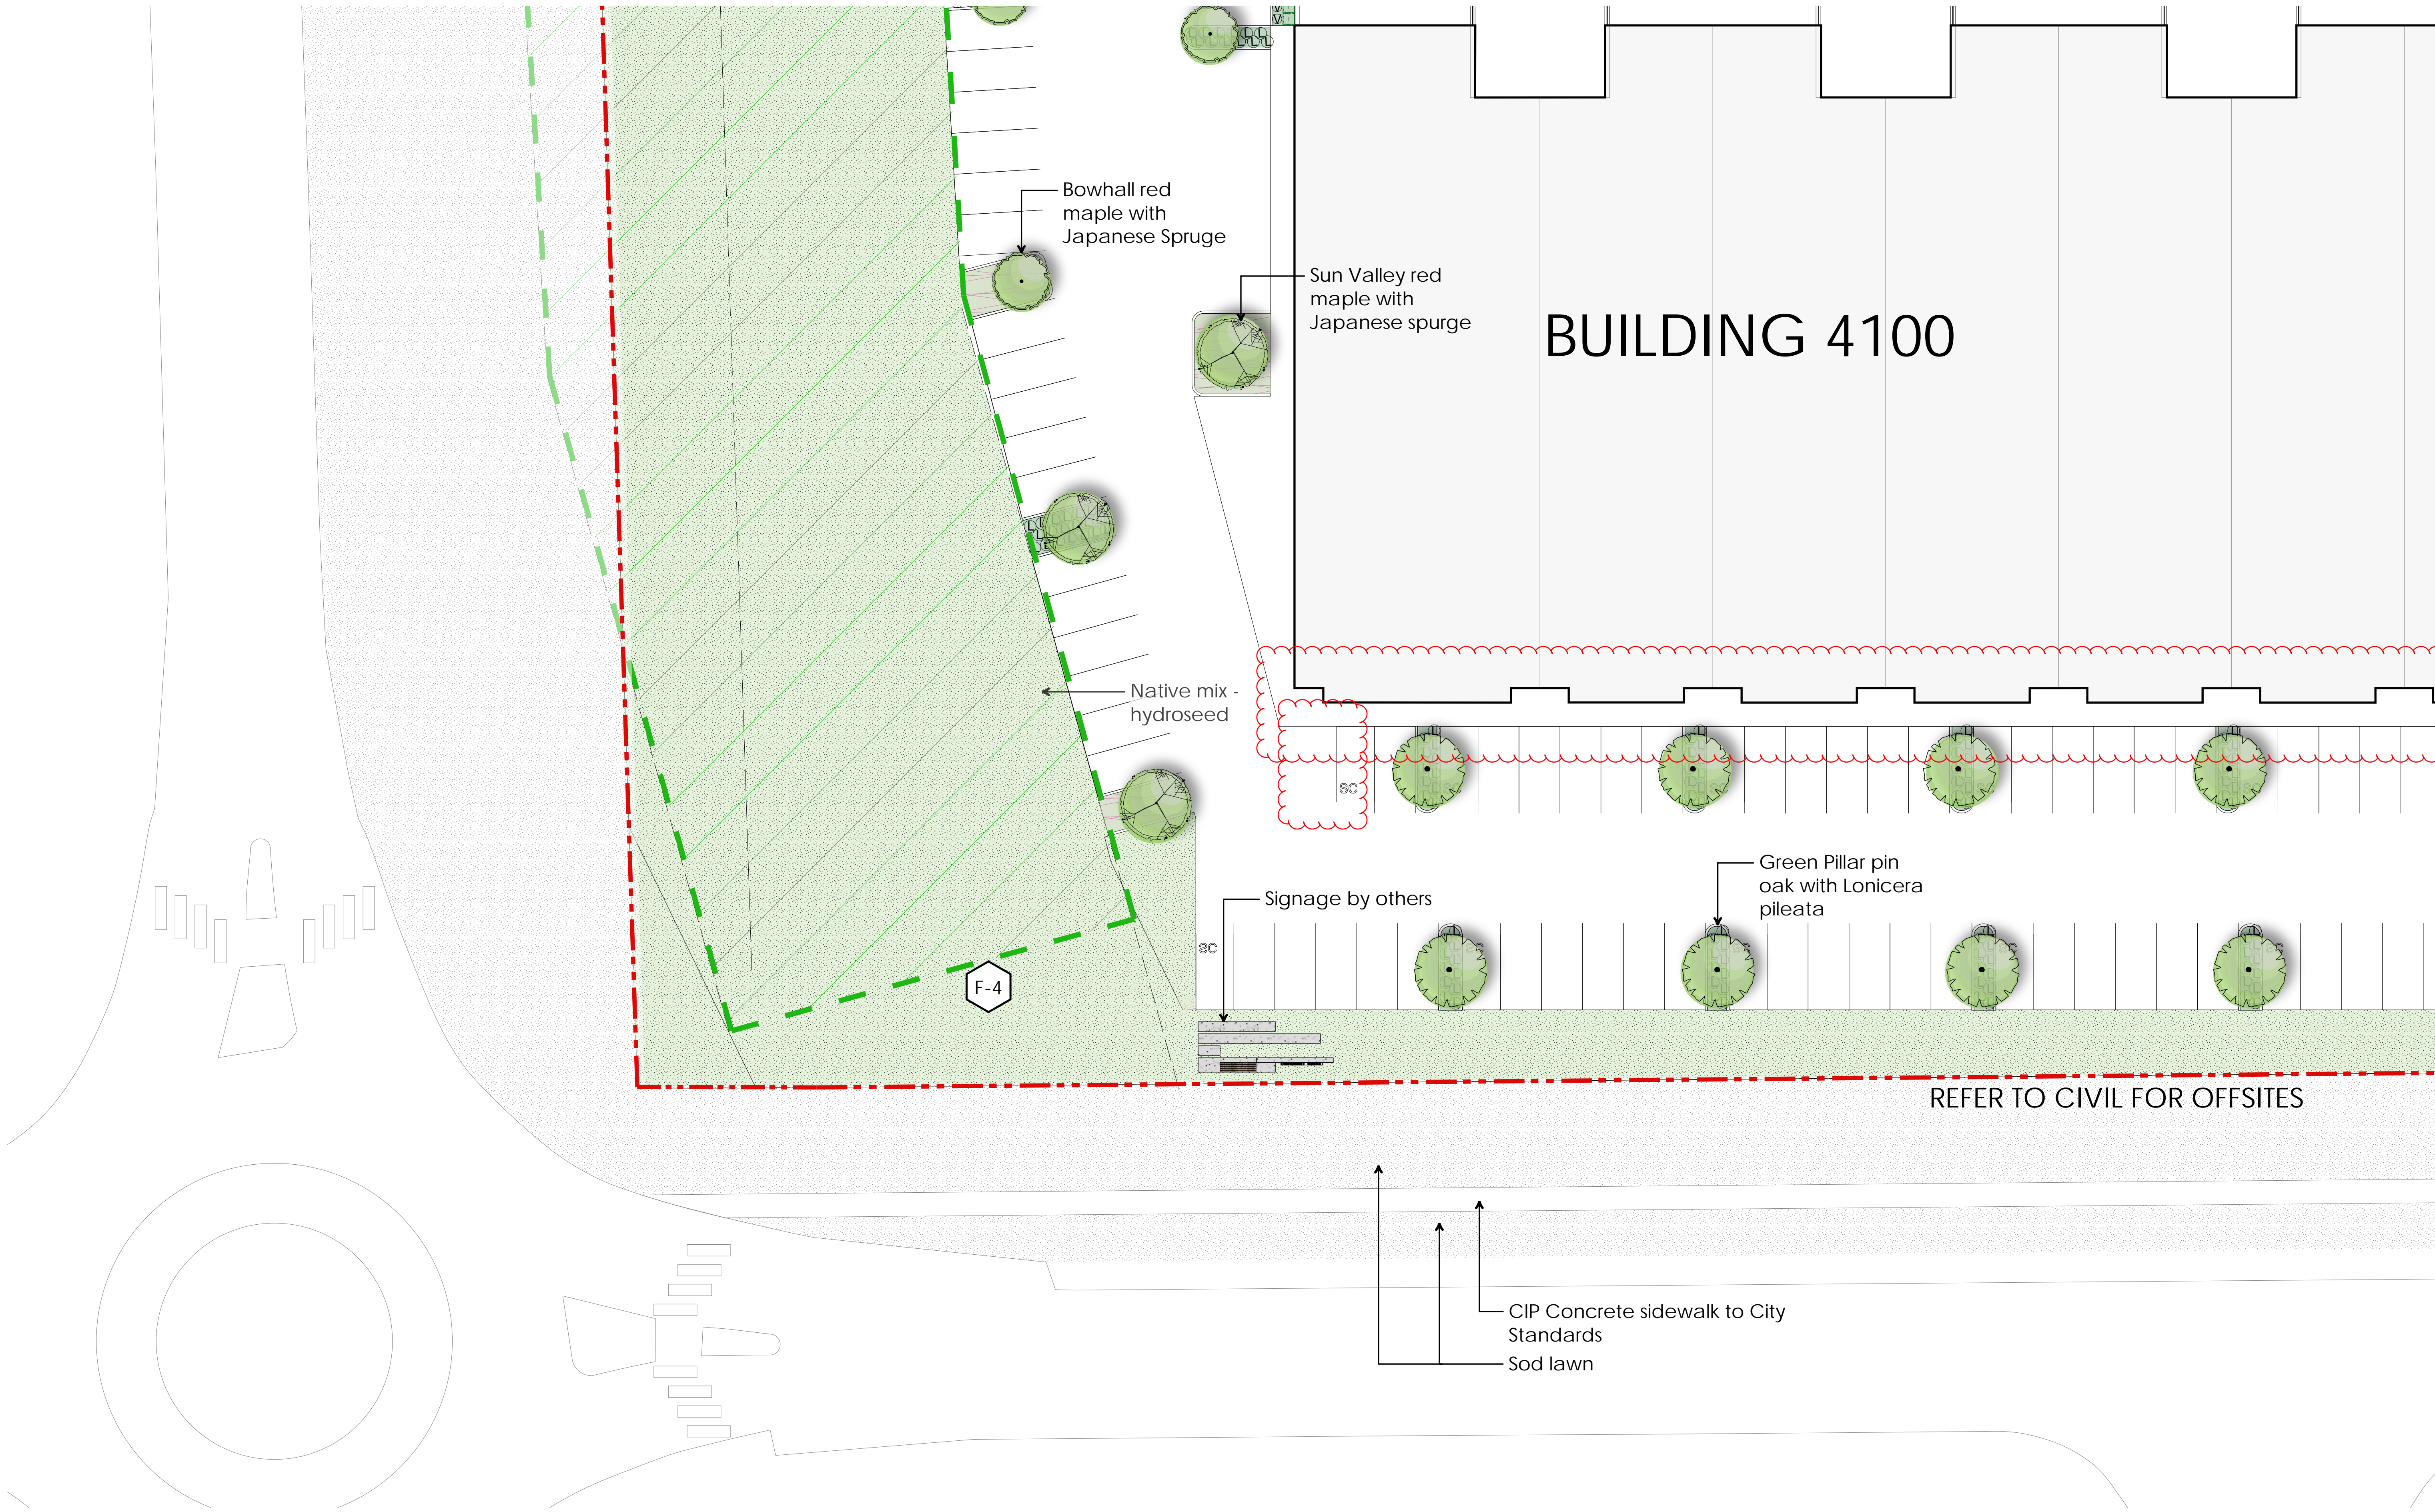 Bowhall red
maple with
Japanese Spruge
Sun Valley red
maple with
Japanese spurge
BUILDING 4100
Native mix -
hydroseed
SC
Green Pillar pin
oak with Lonicera
pileata
Signage by others
SC
F-4
REFER TO CIVIL FOR OFFSITES
CIP Concrete sidewalk to City
Standards
Sod lawn